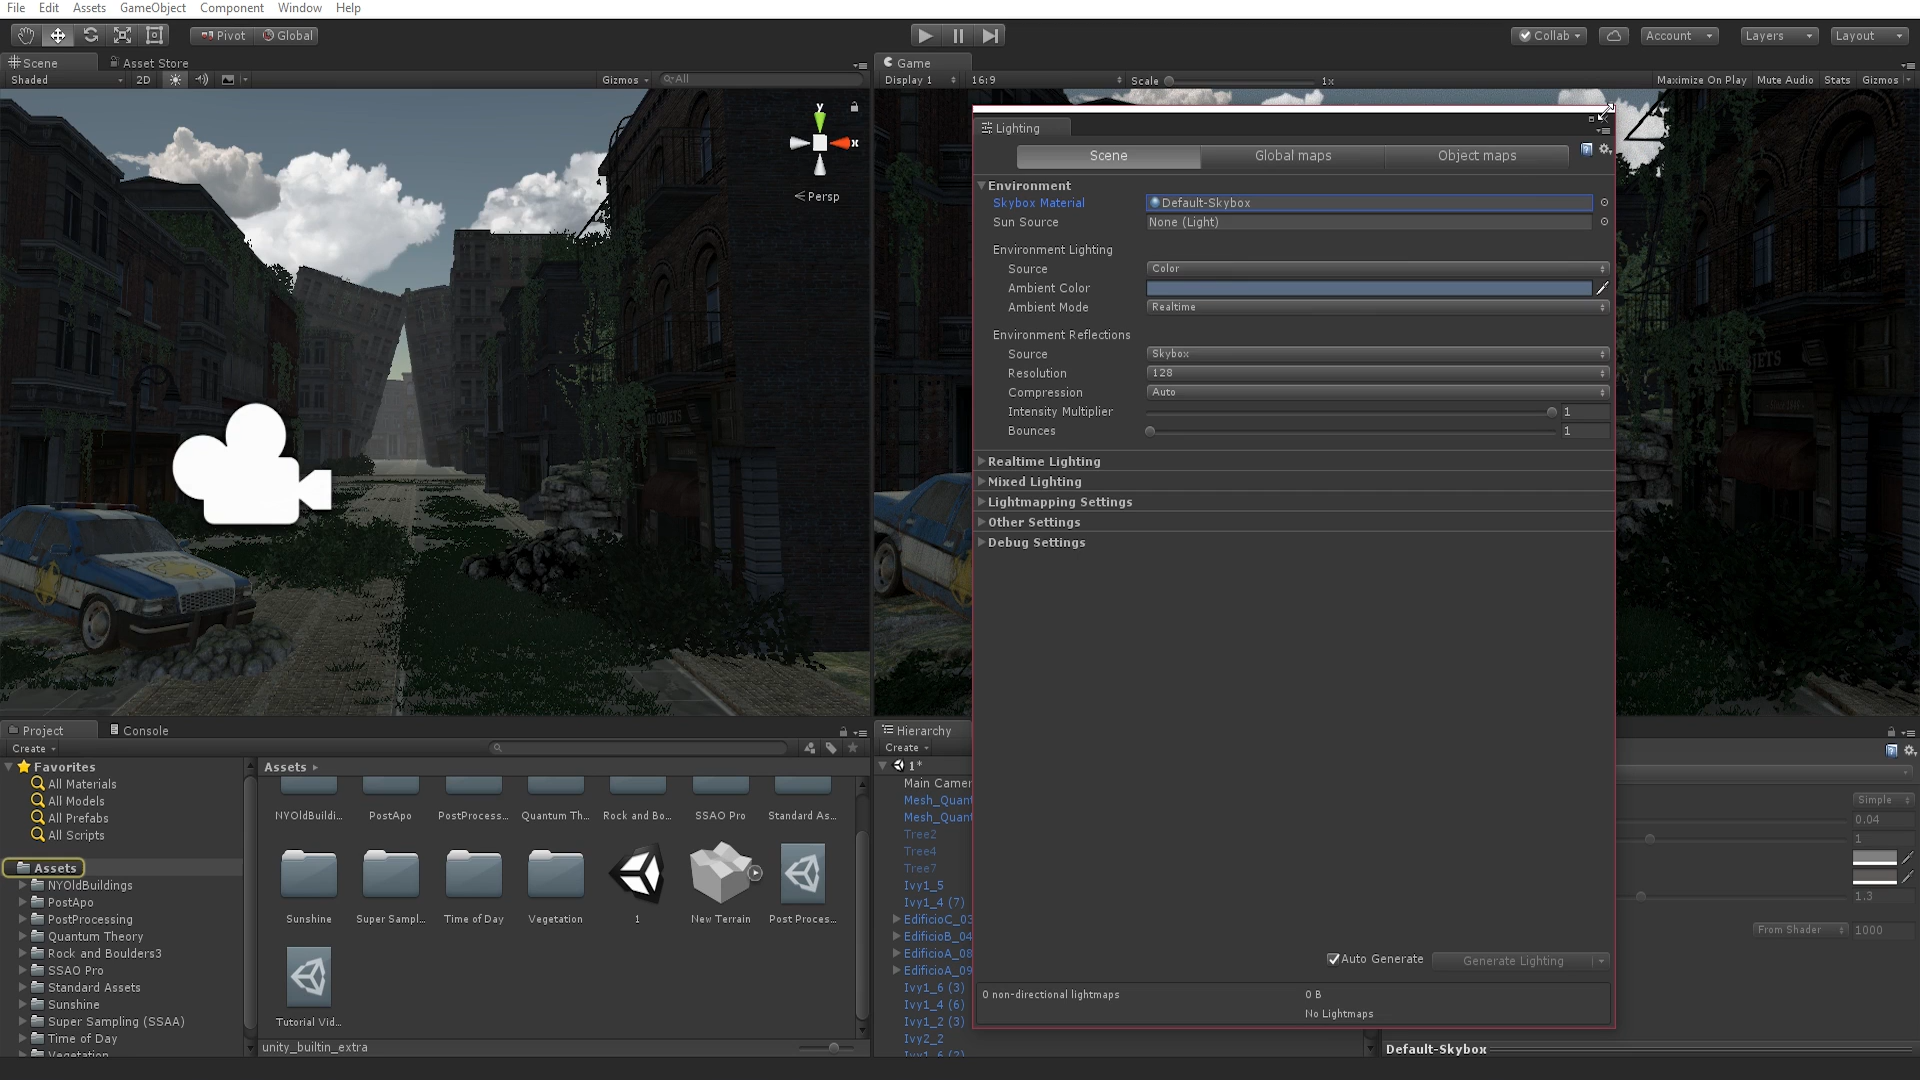 File Edit Assets GameObject Component Window Help
Pivot Global Collab Account Layers Layout
Scene Asset Store
Shaded 2D Gizmos All
y
x
Persp
Game
Display 1 16:9 Scale 1x Maximize On Play Mute Audio Stats Gizmos
Lighting
Scene Global maps Object maps
Environment
Skybox Material Default-Skybox
Sun Source None (Light)
Environment Lighting
Source Color
Ambient Color
Ambient Mode Realtime
Environment Reflections
Source Skybox
Resolution 128
Compression Auto
Intensity Multiplier 1
Bounces 1
Realtime Lighting
Mixed Lighting
Lightmapping Settings
Other Settings
Debug Settings
Auto Generate Generate Lighting
0 non-directional lightmaps 0 B
No Lightmaps
Project Console
Create
Favorites
All Materials
All Models
All Prefabs
All Scripts
Assets
NYOldBuildings
PostApo
PostProcessing
Quantum Theory
Rock and Boulders3
SSAO Pro
Standard Assets
Sunshine
Super Sampling (SSAA)
Time of Day
Vegetation
Assets
NYOldBuildi... PostApo PostProcess... Quantum Th... Rock and Bo... SSAO Pro Standard As...
Sunshine Super Sampl... Time of Day Vegetation 1 New Terrain Post Proces...
Tutorial Vid...
unity_builtin_extra
Hierarchy
Create
1*
Main Camer
Mesh_Quant
Mesh_Quant
Tree2
Tree4
Tree7
Ivy1_5
Ivy1_4 (7)
EdificioC_03
EdificioB_04
EdificioA_08
EdificioA_09
Ivy1_6 (3)
Ivy1_4 (6)
Ivy1_2 (3)
Ivy2_2
Ivy1_6 (2)
Simple
0.04
1
1.3
From Shader 1000
Default-Skybox